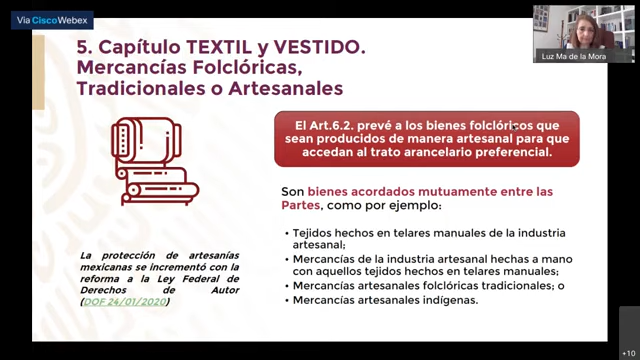 Via CiscoWebex
5. Capítulo TEXTIL y VESTIDO.
Mercancías Folclóricas,
Tradicionales o Artesanales
Luz Ma de la Mora
El Art.6.2. prevé a los bienes folclóricos que
sean producidos de manera artesanal para que
accedan al trato arancelario preferencial.
Son bienes acordados mutuamente entre las
Partes, como por ejemplo:
• Tejidos hechos en telares manuales de la industria
artesanal;
• Mercancías de la industria artesanal hechas a mano
con aquellos tejidos hechos en telares manuales;
• Mercancías artesanales folclóricas tradicionales; o
• Mercancías artesanales indígenas.
La protección de artesanías
mexicanas se incrementó con la
reforma a la Ley Federal de
Derechos de Autor
(DOF 24/01/2020)
+10